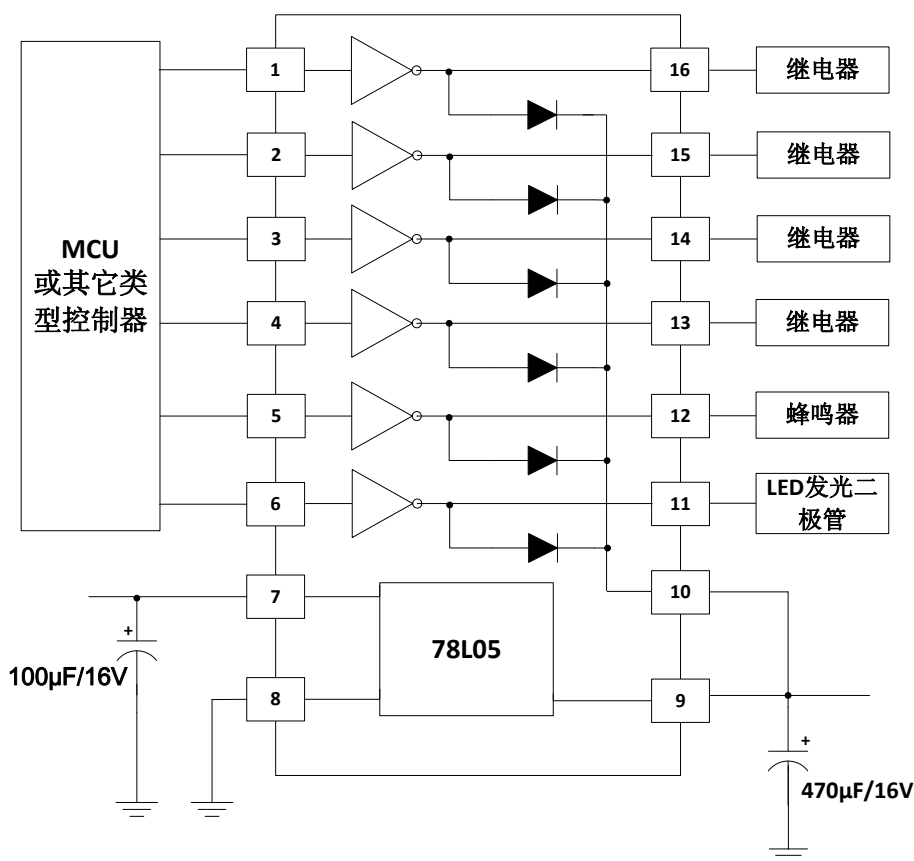 1
16
继电器
2
15
继电器
MCU
或其它类
型控制器
3
14
继电器
4
13
继电器
5
12
蜂鸣器
6
11
LED发光二
极管
7
10
+
100μF/16V
78L05
8
9
+
470μF/16V